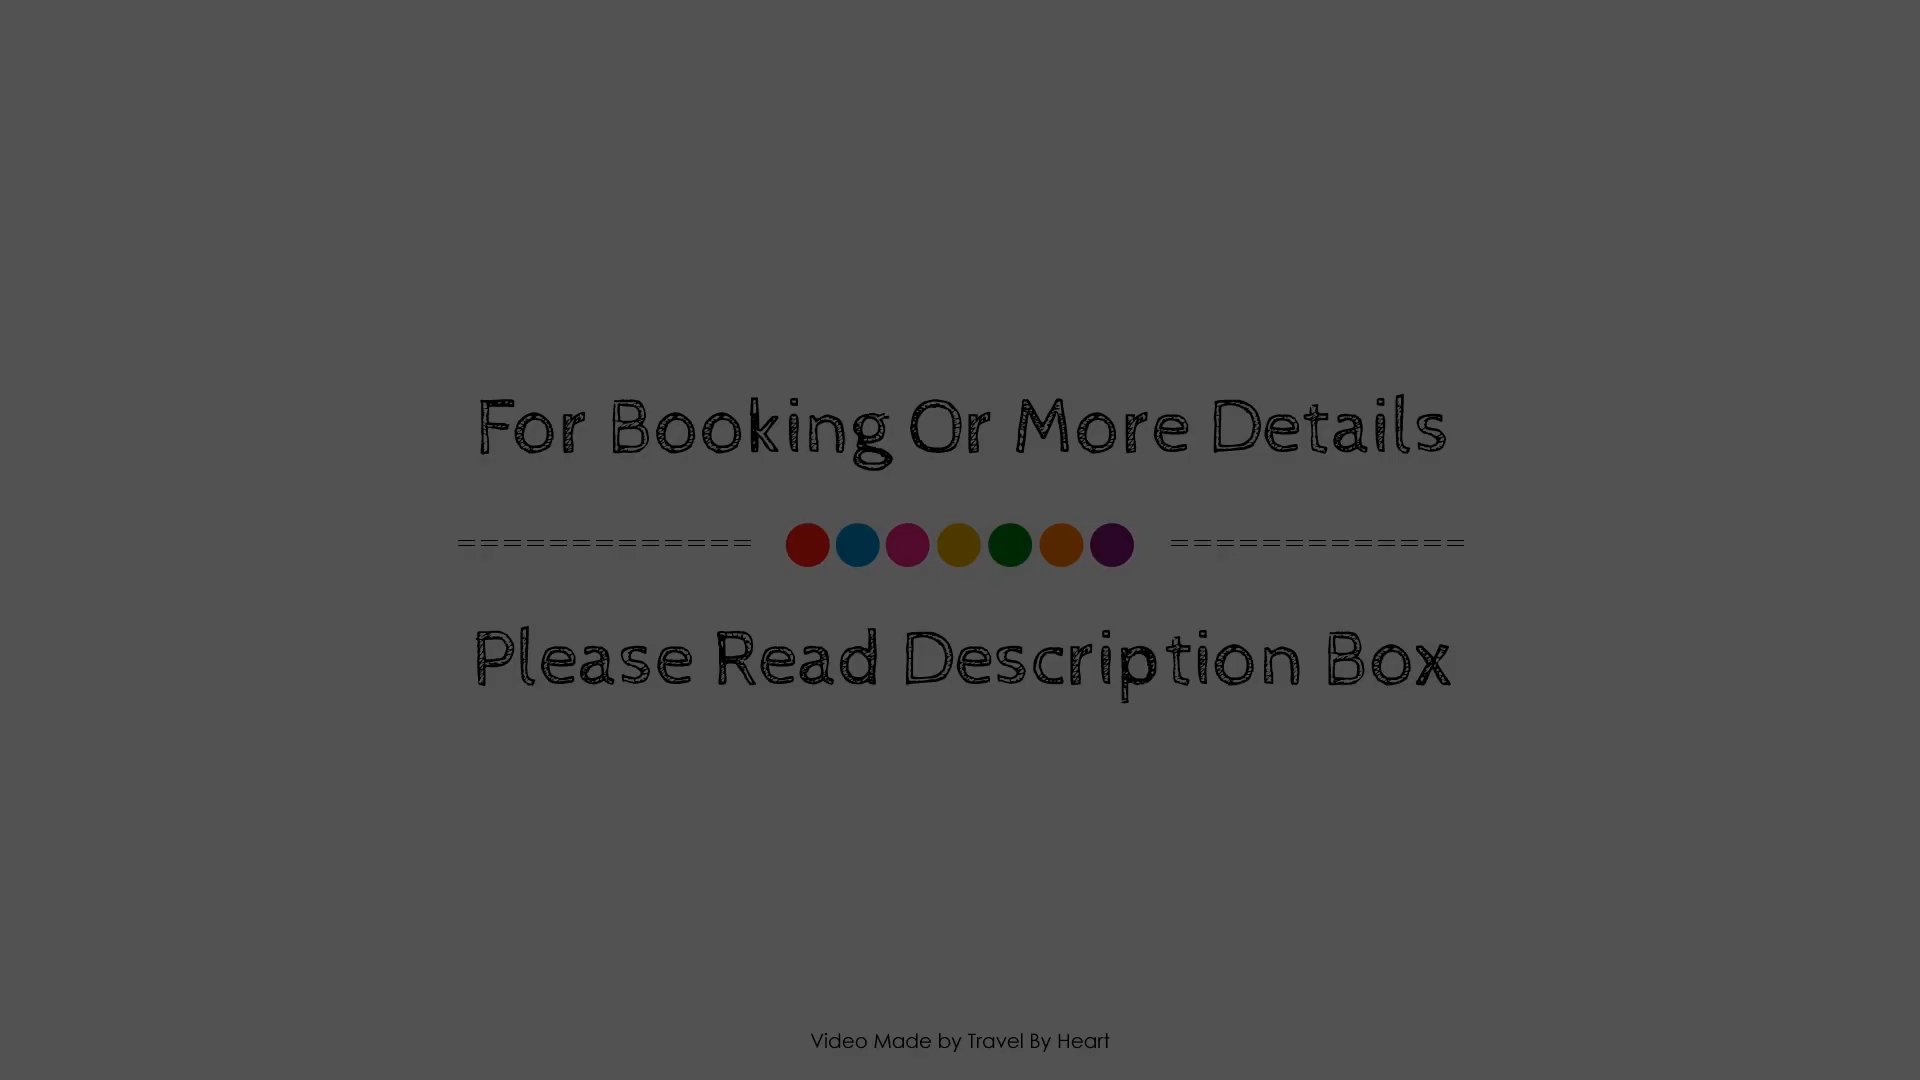 For Booking Or More Details
============= =============
Please Read Description Box
Video Made by Travel By Heart